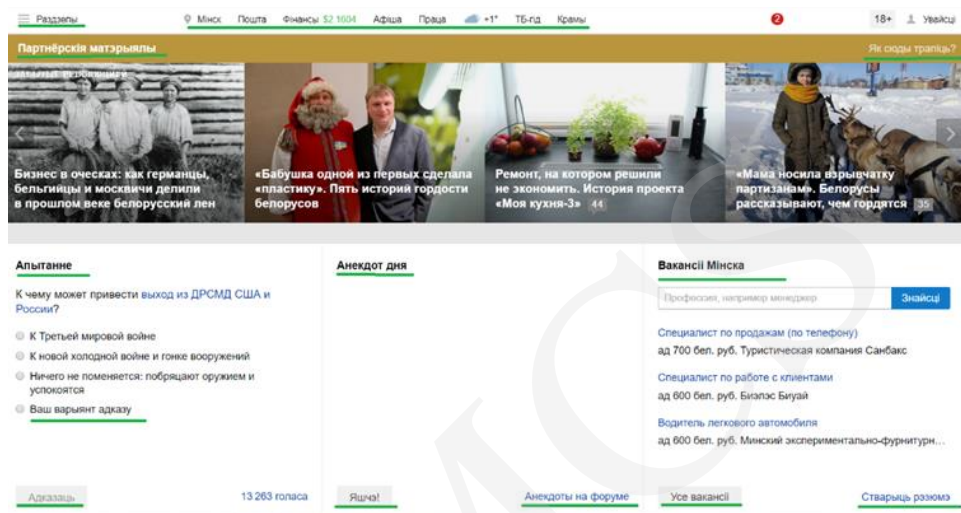 Раздзелы Мінск Пошта Фінансы $2.1604 Афіша Праца +1° ТБ-гід Крамы 2 18+ Увайсці
Партнёрскія матэрыялы Як сюды трапіць?
Бизнес в оческах: как германцы,
бельгийцы и москвичи делили
в прошлом веке белорусский лен
«Бабушка одной из первых сделала
«пластику». Пять историй гордости
белорусов
Ремонт, на котором решили
не экономить. История проекта
«Моя кухня-3» 44
«Мама носила взрывчатку
партизанам». Белорусы
рассказывают, чем гордятся 35
Апытанне
К чему может привести выход из ДРСМД США и
России?
К Третьей мировой войне
К новой холодной войне и гонке вооружений
Ничего не поменяется: побряцают оружием и
успокоятся
Ваш варыянт адказу
Адказаць 13 263 голаса
Анекдот дня
Яшчэ! Анекдоты на форуме
Вакансіі Мінска
Профессия, например менеджер Знайсці
Специалист по продажам (по телефону)
ад 700 бел. руб. Туристическая компания Санбакс
Специалист по работе с клиентами
ад 600 бел. руб. Биэпэс Биуай
Водитель легкового автомобиля
ад 600 бел. руб. Минский экспериментально-фурнитурн...
Усе вакансіі Стварыць рэзюмэ